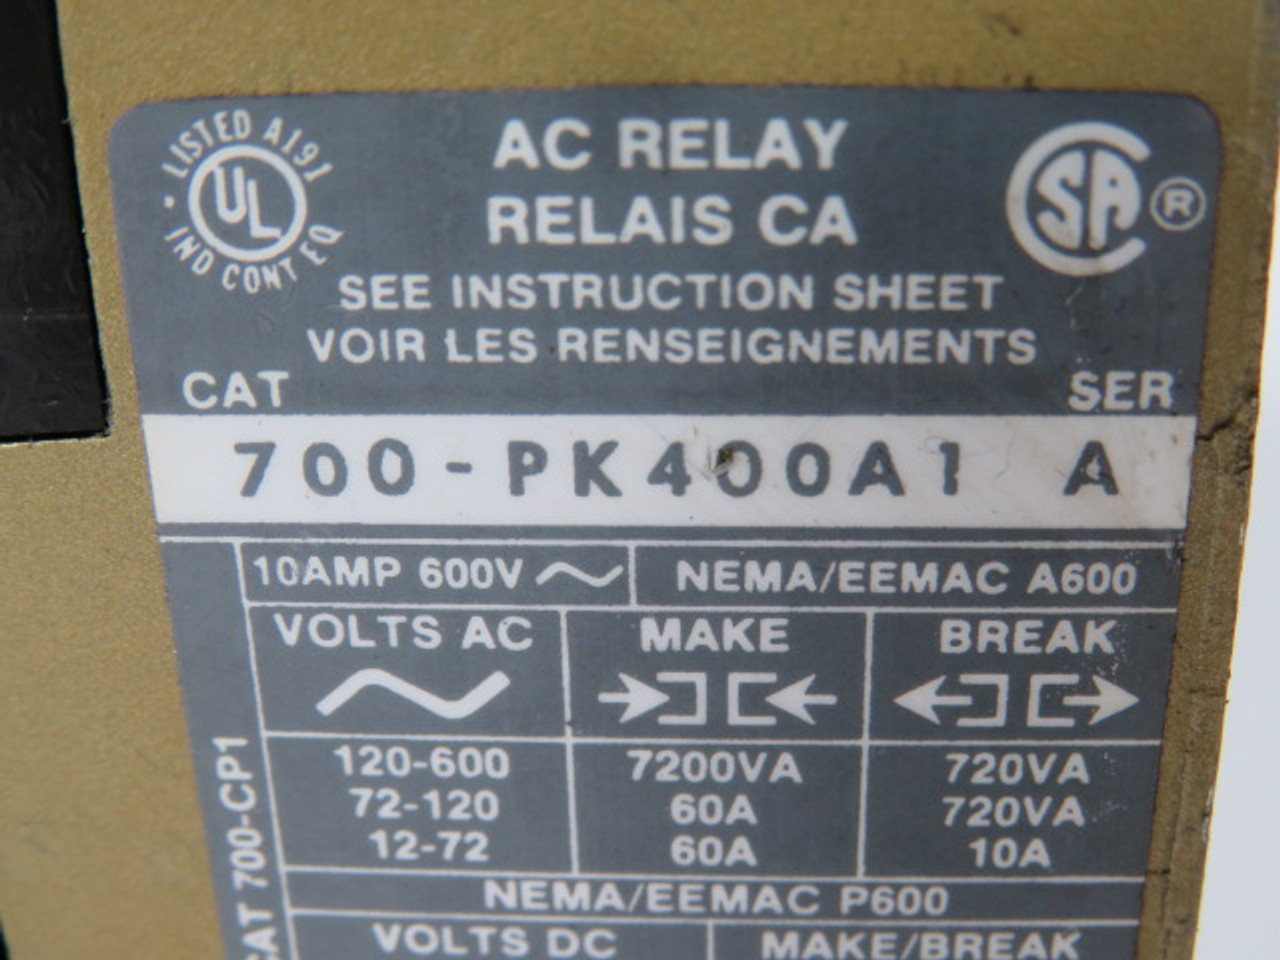 LISTED A191
UL
IND CONT EQ
AC RELAY
RELAIS CA
SA ®
SEE INSTRUCTION SHEET
VOIR LES RENSEIGNEMENTS
CAT SER
700-PK400A1 A
10AMP 600V NEMA/EEMAC A600
VOLTS AC MAKE BREAK
120-600 7200VA 720VA
72-120 60A 720VA
12-72 60A 10A
NEMA/EEMAC P600
VOLTS DC MAKE/BREAK
CAT 700-CP1